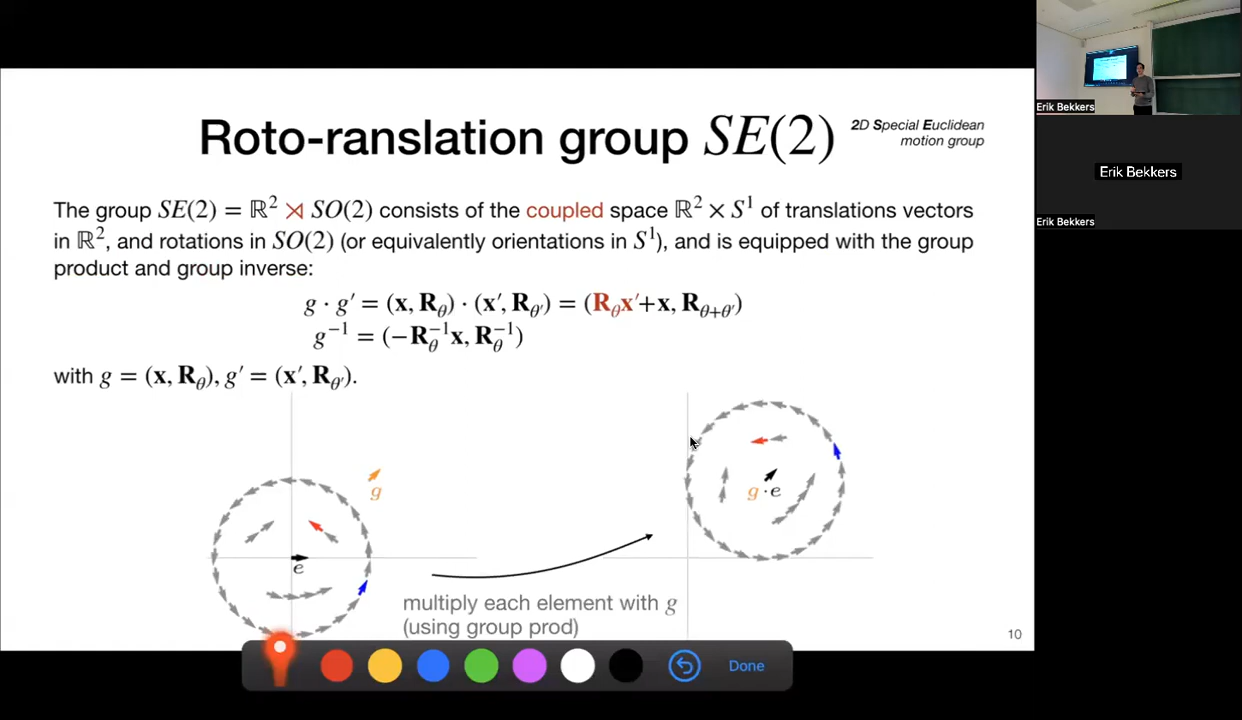 Roto-ranslation group SE(2)
2D Special Euclidean
motion group
The group SE(2) = ℝ² ⋊ SO(2) consists of the coupled space ℝ² × S¹ of translations vectors
in ℝ², and rotations in SO(2) (or equivalently orientations in S¹), and is equipped with the group
product and group inverse:
g · g′ = (x, R_θ) · (x′, R_θ′) = (R_θx′+x, R_θ+θ′)
g⁻¹ = (−R_θ⁻¹x, R_θ⁻¹)
with g = (x, R_θ), g′ = (x′, R_θ′).
g
e
g · e
multiply each element with g
(using group prod)
10
Done
Erik Bekkers
Erik Bekkers
Erik Bekkers